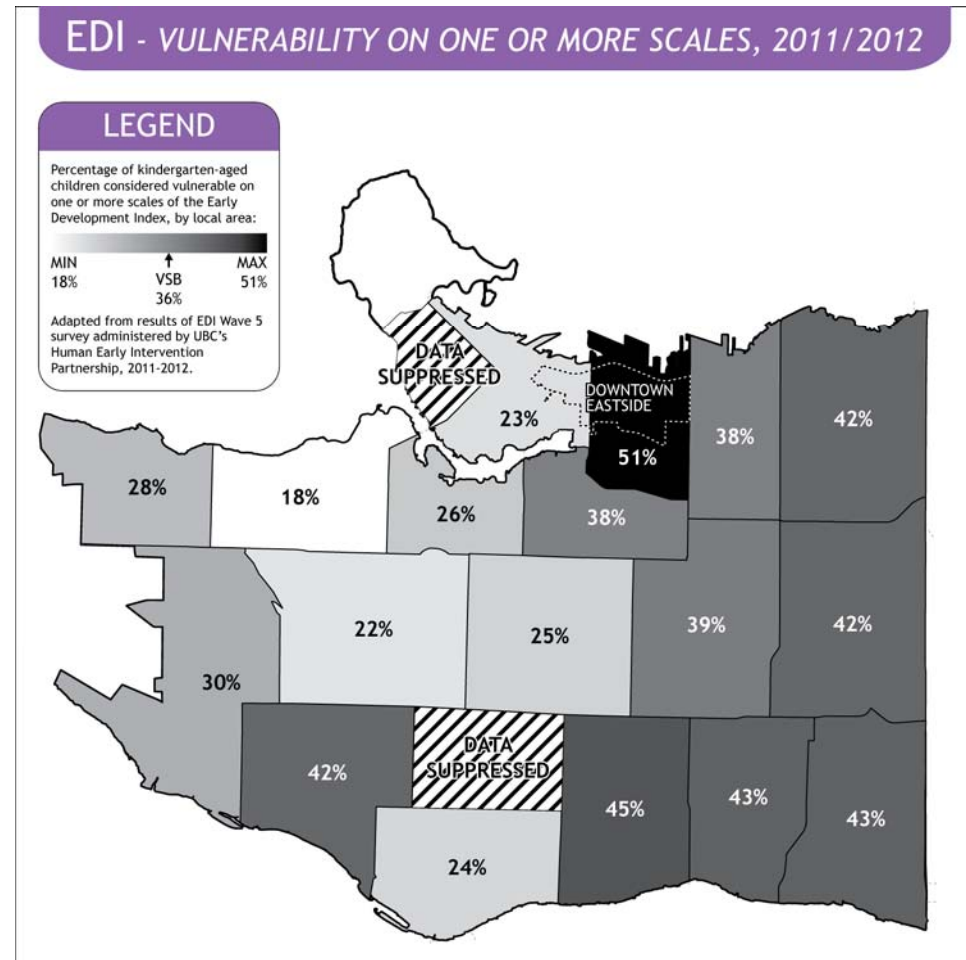 EDI - VULNERABILITY ON ONE OR MORE SCALES, 2011/2012
LEGEND
Percentage of kindergarten-aged
children considered vulnerable on
one or more scales of the Early
Development Index, by local area:
MIN
18%
VSB
36%
MAX
51%
Adapted from results of EDI Wave 5
survey administered by UBC's
Human Early Intervention
Partnership, 2011-2012.
DATA
SUPPRESSED
23%
DOWNTOWN
EASTSIDE
51%
38%
42%
28%
18%
26%
38%
22%
25%
39%
42%
30%
42%
DATA
SUPPRESSED
45%
43%
43%
24%